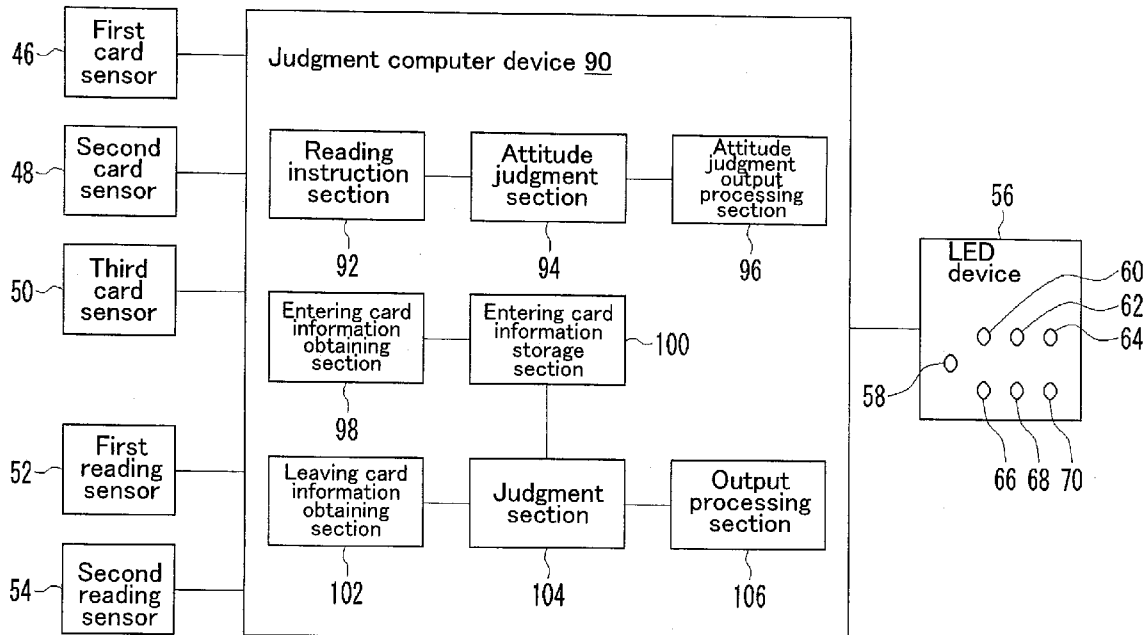 46
First
card
sensor
48
Second
card
sensor
50
Third
card
sensor
52
First
reading
sensor
54
Second
reading
sensor
Judgment computer device 90
Reading
instruction
section
92
Attitude
judgment
section
94
Attitude
judgment
output
processing
section
96
Entering card
information
obtaining
section
98
Entering card
information
storage
section
100
Leaving card
information
obtaining
section
102
Judgment
section
104
Output
processing
section
106
56
LED
device
60
62
64
58
66
68
70